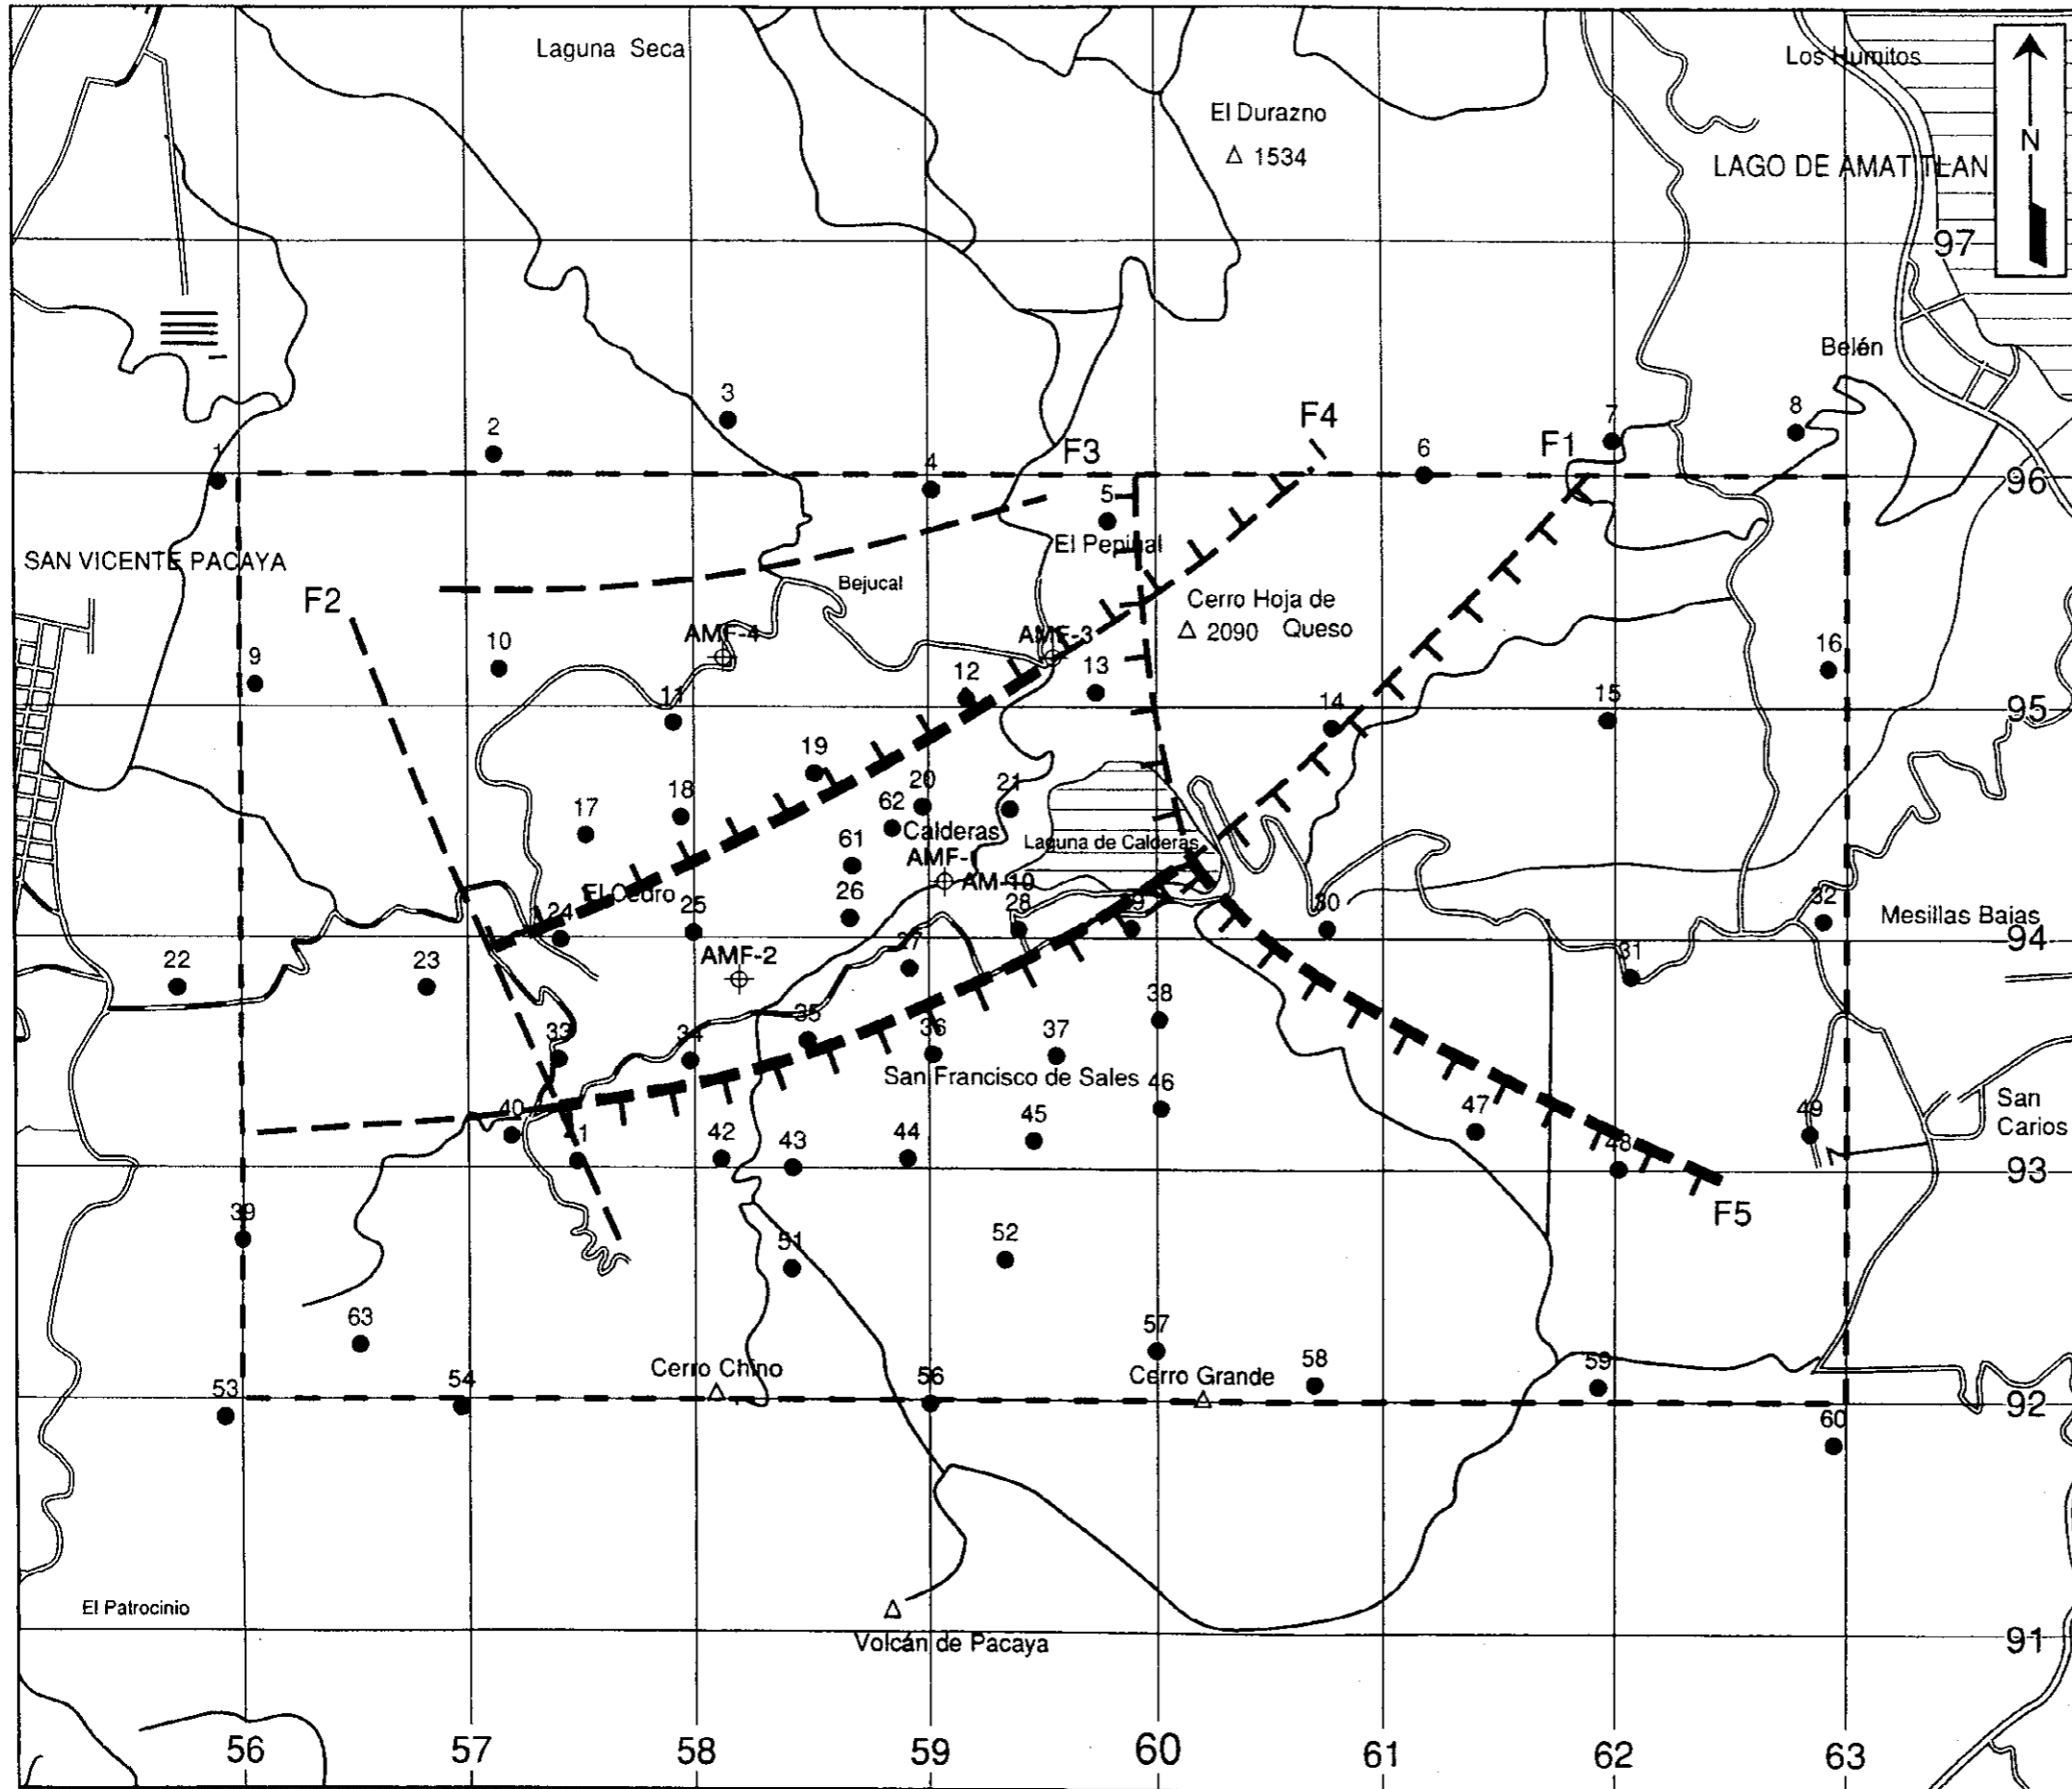 Laguna Seca
Los Humitos
El Durazno
△ 1534
N
LAGO DE AMATITLAN
97
Belén
3
F4
8
2
7
F3
F1
1
4
6
96
5
El Pepinal
SAN VICENTE PACAYA
Bejucal
F2
Cerro Hoja de
△ 2090 Queso
AMF-4
AMF-3
10
16
9
12
13
11
14
15
95
19
20
18
62
21
17
Calderas
Laguna de Calderas
61
AMF-1
AM-10
El Cedro
26
25
28
29
30
32
Mesillas Bajas
24
94
27
31
AMF-2
22
23
38
35
33
34
36
37
San Francisco de Sales
46
San
Carlos
40
45
47
49
41
42
43
44
48
93
39
F5
51
52
63
57
Cerro Chino
58
Cerro Grande
59
53
54
56
92
60
El Patrocinio
Volcán de Pacaya
91
56 57 58 59 60 61 62 63